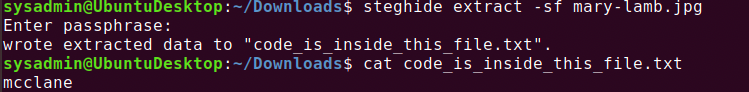 sysadmin@UbuntuDesktop:~/Downloads$ steghide extract -sf mary-lamb.jpg
Enter passphrase:
wrote extracted data to "code_is_inside_this_file.txt".
sysadmin@UbuntuDesktop:~/Downloads$ cat code_is_inside_this_file.txt
mcclane